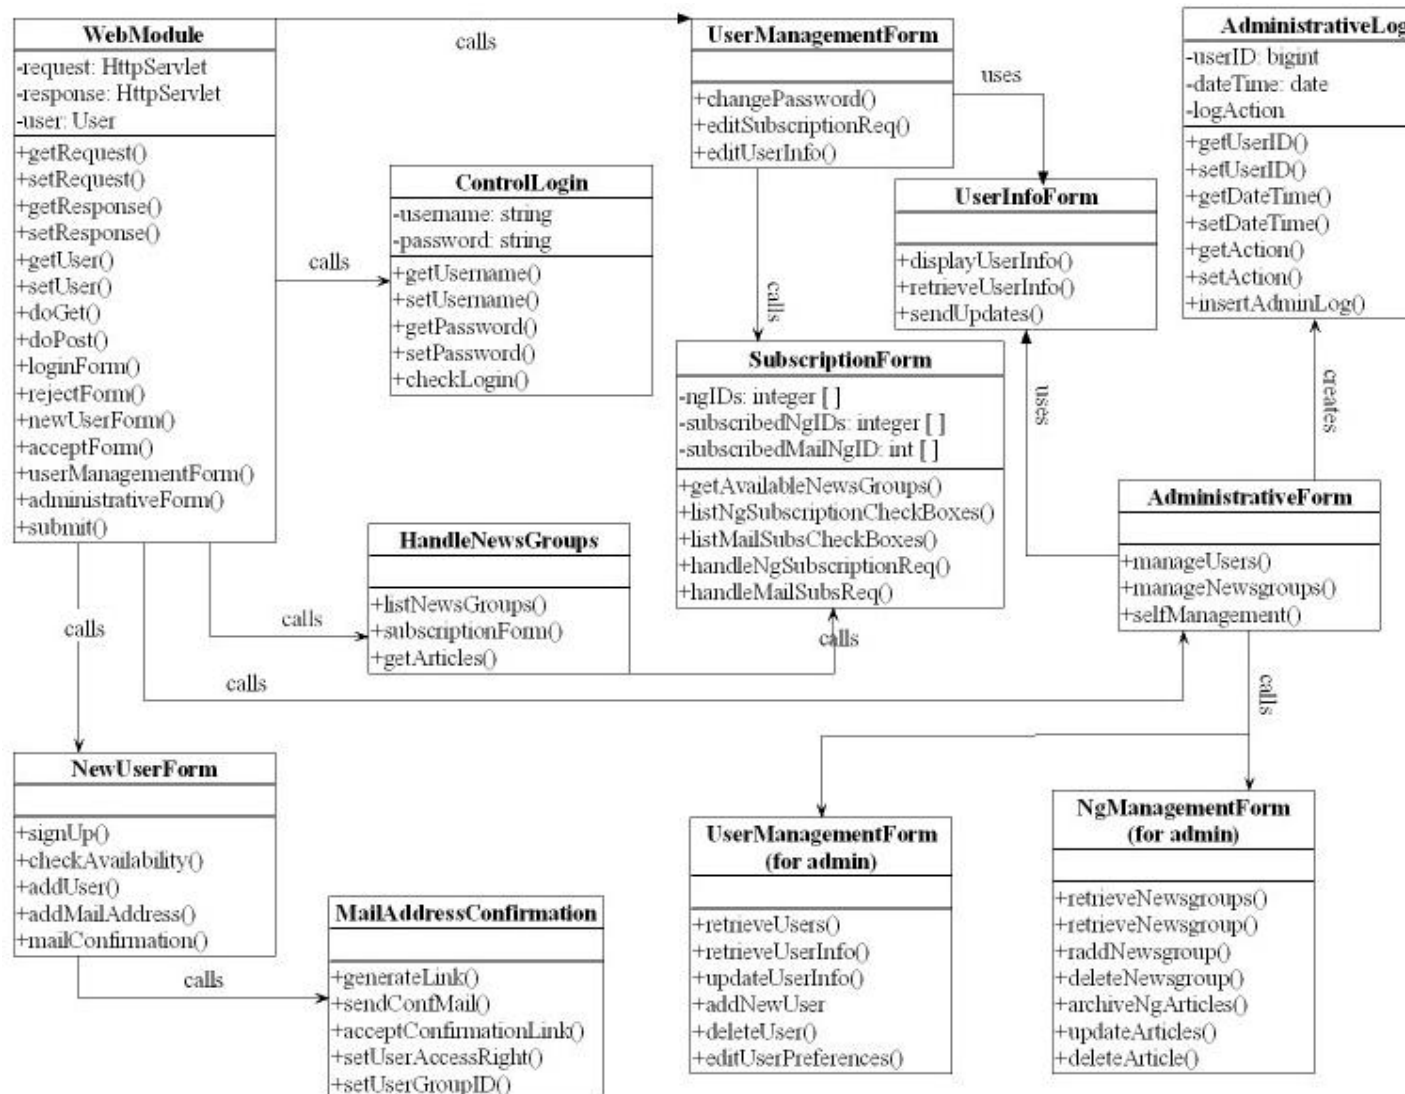 WebModule
-request: HttpServlet
-response: HttpServlet
-user: User
+getRequest()
+setRequest()
+getResponse()
+setResponse()
+getUser()
+setUser()
+doGet()
+doPost()
+loginForm()
+rejectForm()
+newUserForm()
+acceptForm()
+userManagementForm()
+administrativeForm()
+submit()
calls
UserManagementForm
+changePassword()
+editSubscriptionReq()
+editUserInfo()
uses
AdministrativeLog
-userID: bigint
-dateTime: date
-logAction
+getUserID()
+setUserID()
+getDateTime()
+setDateTime()
+getAction()
+setAction()
+insertAdminLog()
calls
ControlLogin
-username: string
-password: string
+getUsername()
+setUsername()
+getPassword()
+setPassword()
+checkLogin()
calls
UserInfoForm
+displayUserInfo()
+retrieveUserInfo()
+sendUpdates()
SubscriptionForm
-ngIDs: integer [ ]
-subscribedNgIDs: integer [ ]
-subscribedMailNgID: int [ ]
+getAvailableNewsGroups()
+listNgSubscriptionCheckBoxes()
+listMailSubsCheckBoxes()
+handleNgSubscriptionReq()
+handleMailSubsReq()
uses
creates
AdministrativeForm
+manageUsers()
+manageNewsgroups()
+selfManagement()
HandleNewsGroups
+listNewsGroups()
+subscriptionForm()
+getArticles()
calls
calls
calls
calls
calls
NewUserForm
+signUp()
+checkAvailability()
+addUser()
+addMailAddress()
+mailConfirmation()
calls
MailAddressConfirmation
+generateLink()
+sendConfMail()
+acceptConfirmationLink()
+setUserAccessRight()
+setUserGroupID()
UserManagementForm
(for admin)
+retrieveUsers()
+retrieveUserInfo()
+updateUserInfo()
+addNewUser
+deleteUser()
+editUserPreferences()
NgManagementForm
(for admin)
+retrieveNewsgroups()
+retrieveNewsgroup()
+raddNewsgroup()
+deleteNewsgroup()
+archiveNgArticles()
+updateArticles()
+deleteArticle()